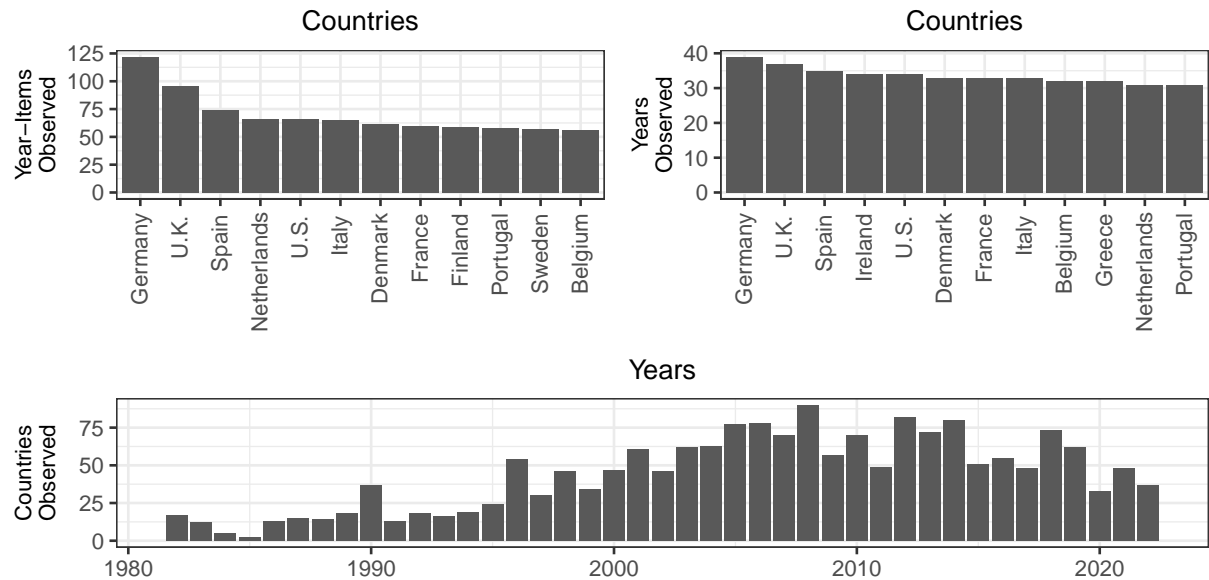 Countries
Year−Items
Observed
125
100
75
50
25
0
Germany
U.K.
Spain
Netherlands
U.S.
Italy
Denmark
France
Finland
Portugal
Sweden
Belgium
Countries
Years
Observed
40
30
20
10
0
Germany
U.K.
Spain
Ireland
U.S.
Denmark
France
Italy
Belgium
Greece
Netherlands
Portugal
Years
Countries
Observed
75
50
25
0
1980
1990
2000
2010
2020